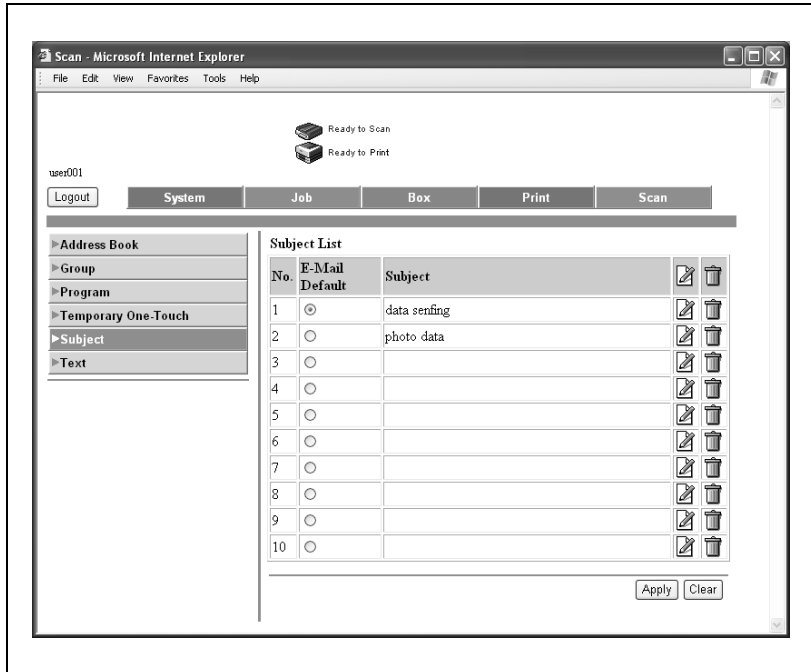 Scan - Microsoft Internet Explorer
File Edit View Favorites Tools Help
Ready to Scan
Ready to Print
user001
Logout System Job Box Print Scan
Address Book
Group
Program
Temporary One-Touch
Subject
Text
Subject List
No. E-Mail Default Subject
1 data senfing
2 photo data
3
4
5
6
7
8
9
10
Apply Clear